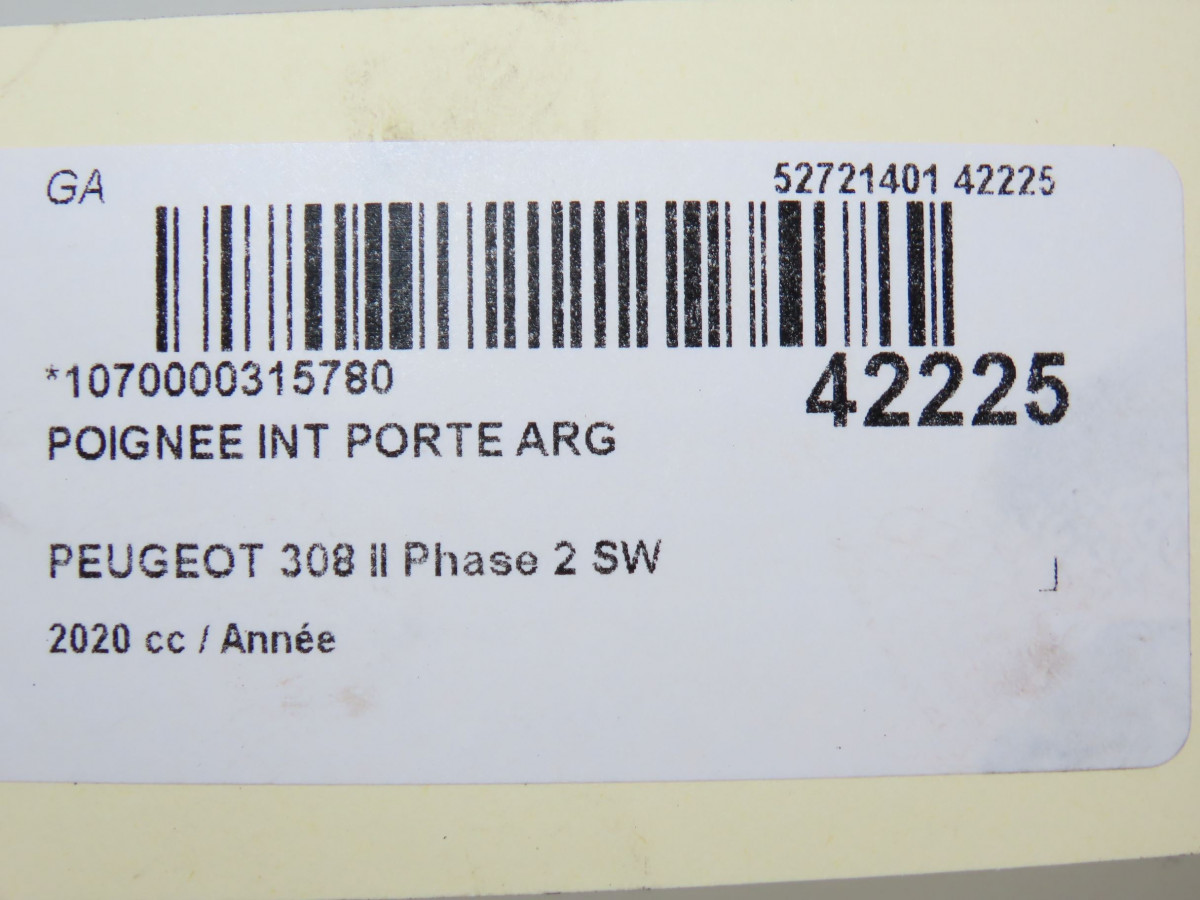 GA
52721401 42225
*1070000315780
42225
POIGNEE INT PORTE ARG
PEUGEOT 308 II Phase 2 SW
2020 cc / Année